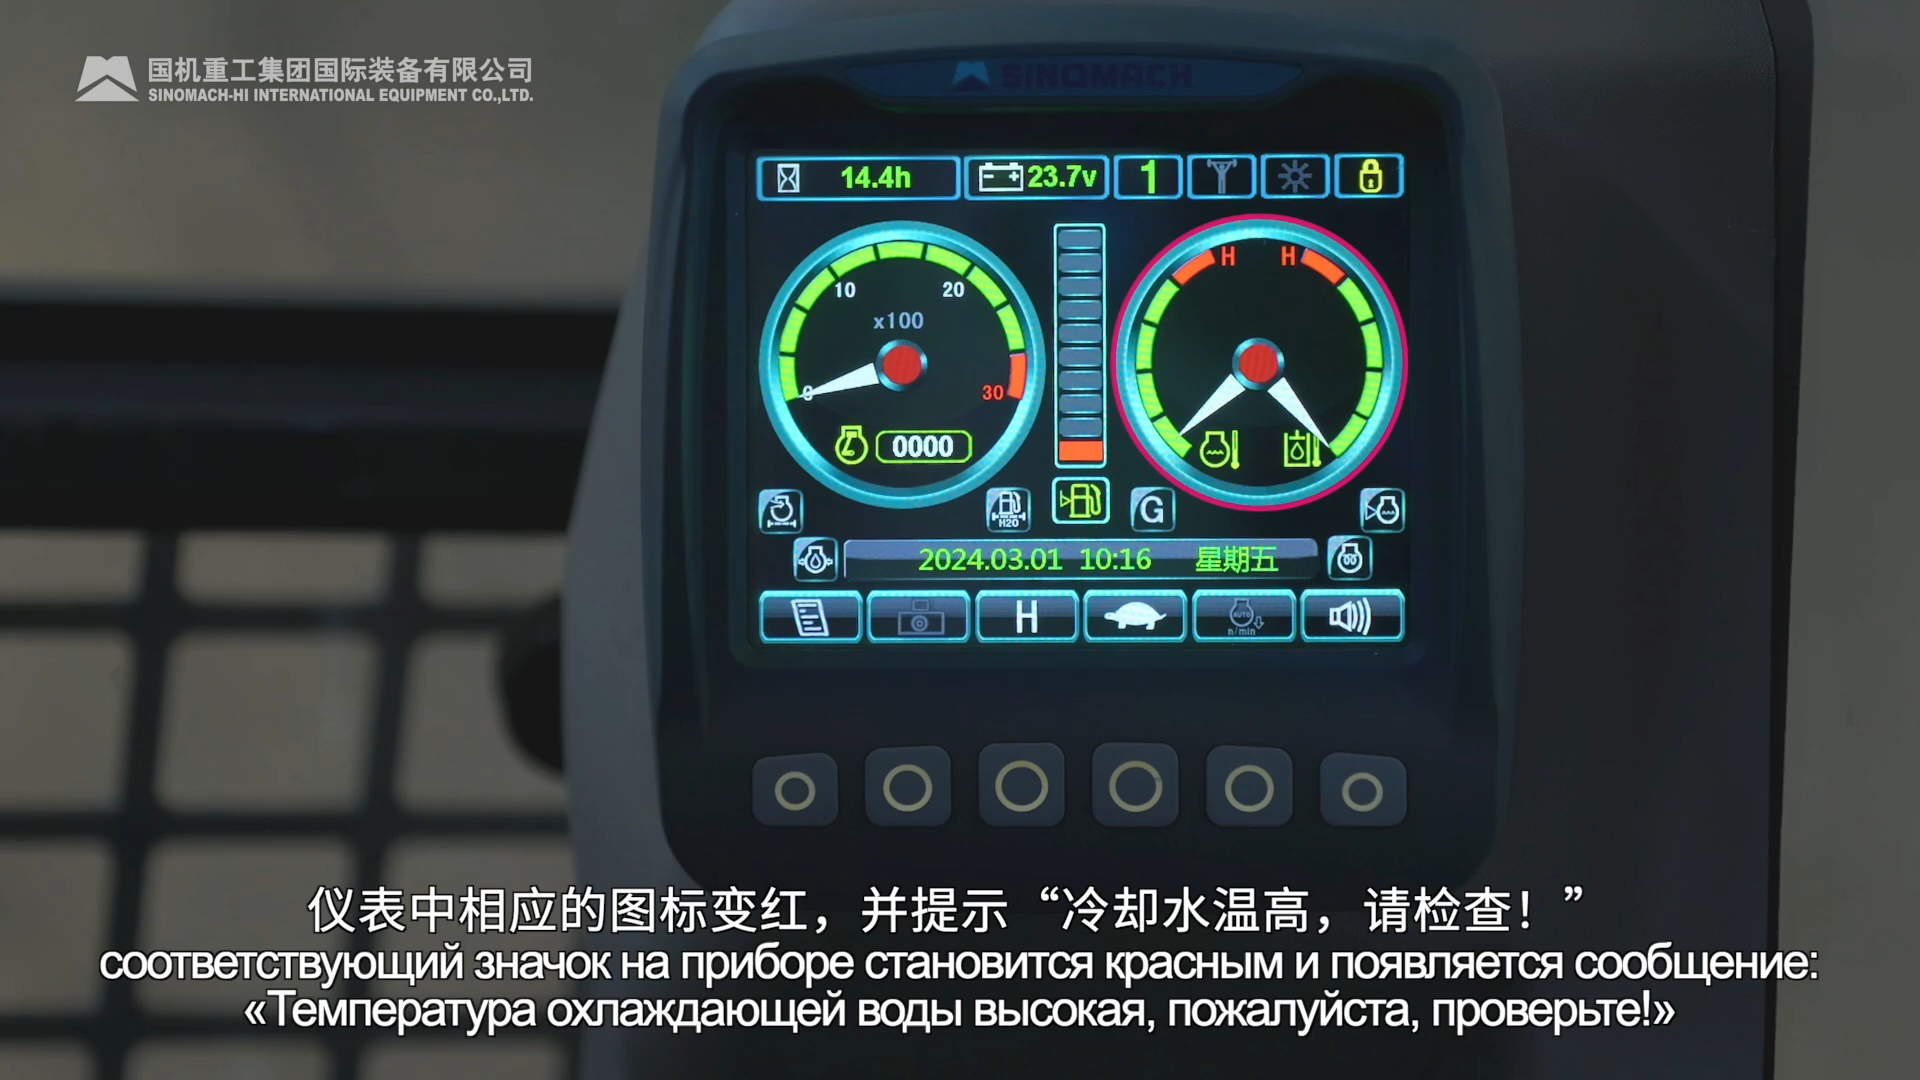 国机重工集团国际装备有限公司
SINOMACH-HI INTERNATIONAL EQUIPMENT CO.,LTD.
SINOMACH
14.4h
23.7v
1
10
20
x100
0
30
0000
H H
H2O
G
2024.03.01 10:16 星期五
H
AUTO
n/min
仪表中相应的图标变红，并提示“冷却水温高，请检查！”
соответствующий значок на приборе становится красным и появляется сообщение:
«Температура охлаждающей воды высокая, пожалуйста, проверьте!»